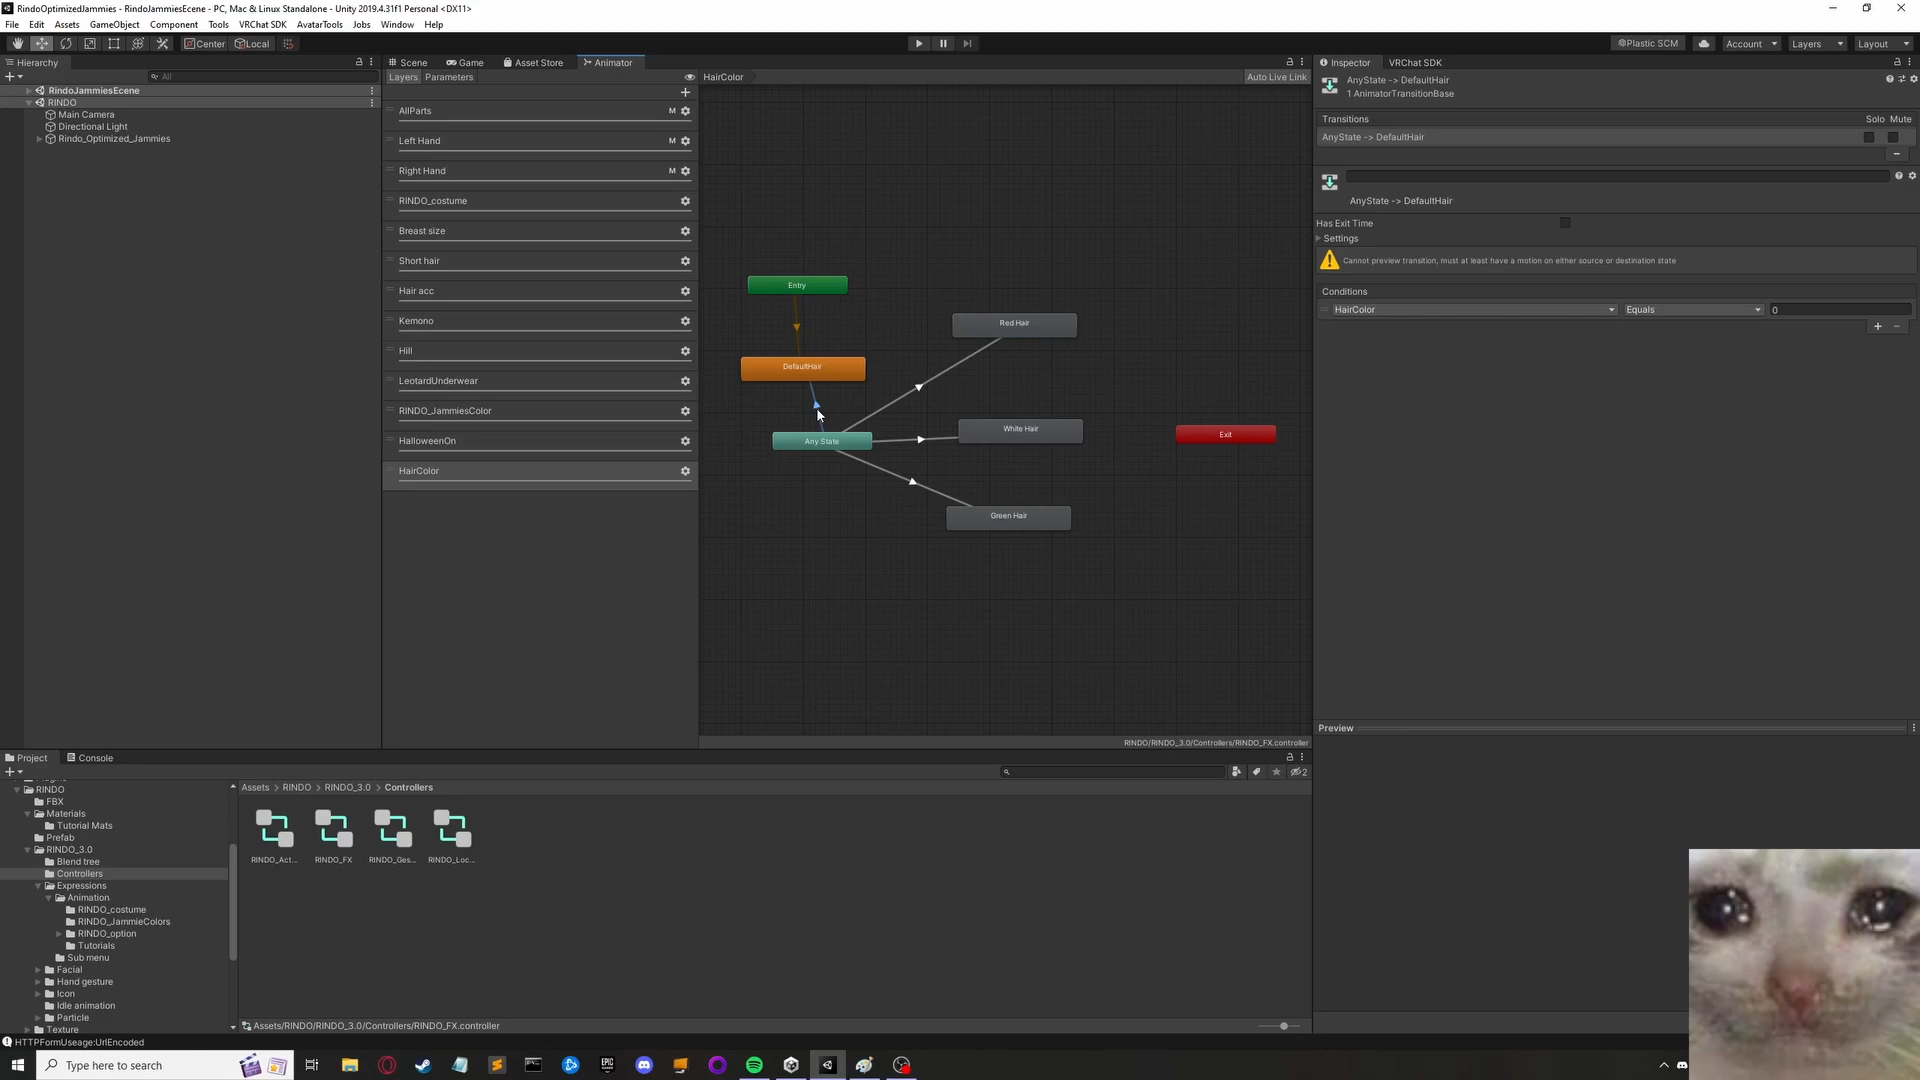 RindoOptimizedJammies - RindoJammiesEcene - PC, Mac & Linux Standalone - Unity 2019.4.31f1 Personal <DX11>
File Edit Assets GameObject Component Tools VRChat SDK AvatarTools Jobs Window Help
Center Local Plastic SCM Account Layers Layout
Hierarchy
All
RindoJammiesEcene
RINDO
Main Camera
Directional Light
Rindo_Optimized_Jammies
Scene Game Asset Store Animator
Layers Parameters HairColor Auto Live Link
AllParts M
Left Hand M
Right Hand M
RINDO_costume
Breast size
Short hair
Hair acc
Kemono
Hill
LeotardUnderwear
RINDO_JammiesColor
HalloweenOn
HairColor
Entry
Red Hair
DefaultHair
White Hair
Any State
Exit
Green Hair
RINDO/RINDO_3.0/Controllers/RINDO_FX.controller
Inspector VRChat SDK
AnyState -> DefaultHair
1 AnimatorTransitionBase
Transitions Solo Mute
AnyState -> DefaultHair
AnyState -> DefaultHair
Has Exit Time
Settings
Cannot preview transition, must at least have a motion on either source or destination state
Conditions
HairColor Equals 0
Preview
Project Console
2
RINDO
FBX
Materials
Tutorial Mats
Prefab
RINDO_3.0
Blend tree
Controllers
Expressions
Animation
RINDO_costume
RINDO_JammieColors
RINDO_option
Tutorials
Sub menu
Facial
Hand gesture
Icon
Idle animation
Particle
Texture
Assets > RINDO > RINDO_3.0 > Controllers
RINDO_Act... RINDO_FX RINDO_Ges... RINDO_Loc...
Assets/RINDO/RINDO_3.0/Controllers/RINDO_FX.controller
HTTPFormUseage:UrlEncoded
Type here to search